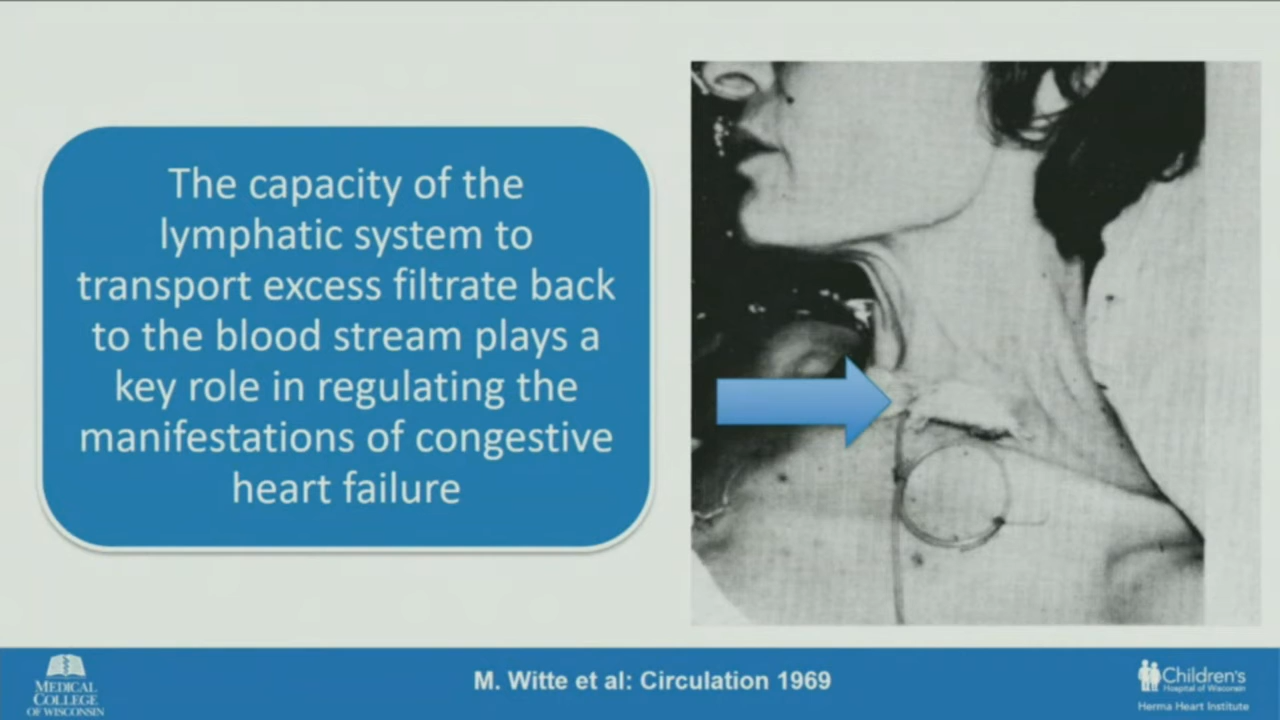 The capacity of the
lymphatic system to
transport excess filtrate back
to the blood stream plays a
key role in regulating the
manifestations of congestive
heart failure
MEDICAL
COLLEGE
OF WISCONSIN
M. Witte et al: Circulation 1969
Children's
Hospital of Wisconsin
Herma Heart Institute